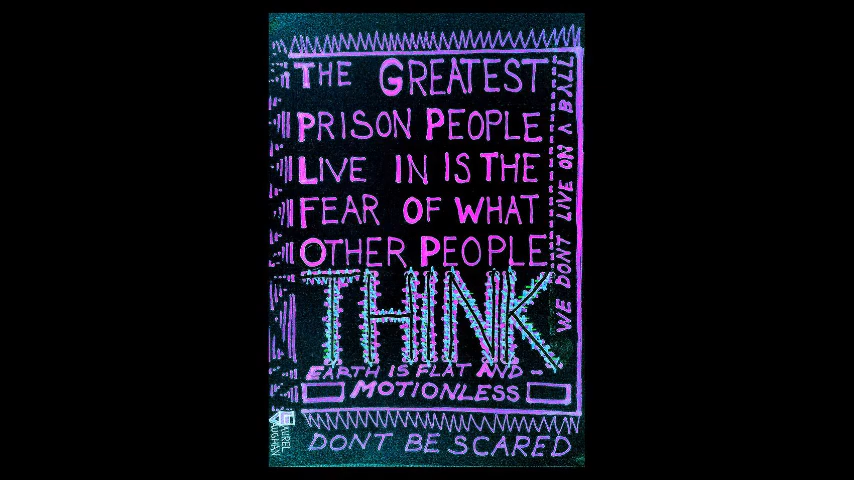 THE GREATEST
PRISON PEOPLE
LIVE IN IS THE
FEAR OF WHAT
OTHER PEOPLE
THINK
EARTH IS FLAT AND -
MOTIONLESS
DONT BE SCARED
WE DONT LIVE ON A BALL